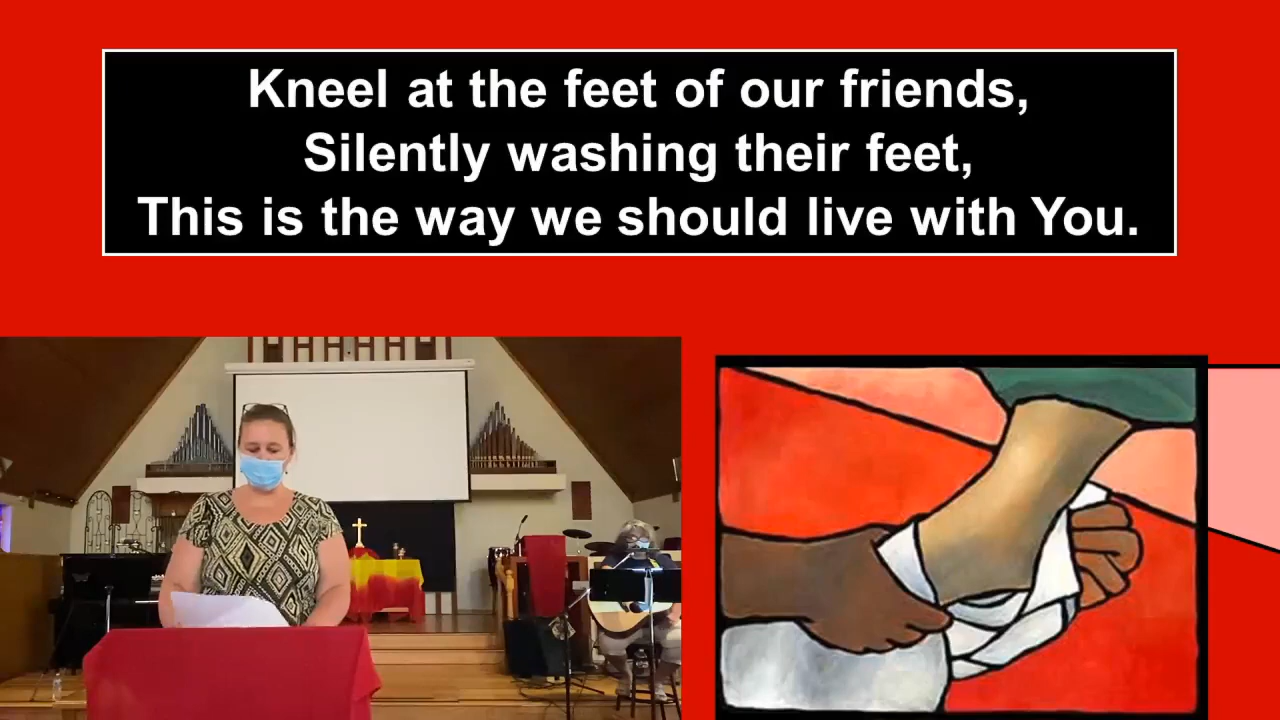 Kneel at the feet of our friends,
Silently washing their feet,
This is the way we should live with You.